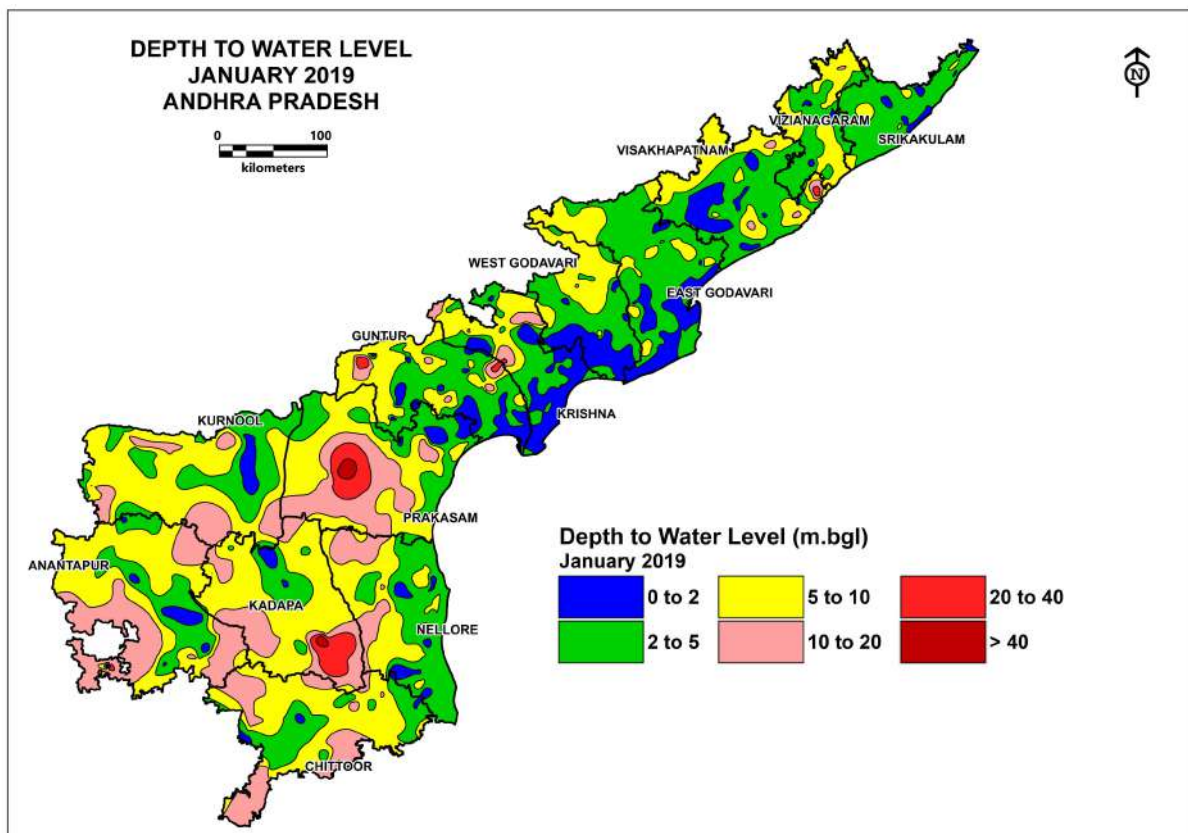 DEPTH TO WATER LEVEL
JANUARY 2019
ANDHRA PRADESH
0 100
kilometers
N
VIZIANAGARAM
SRIKAKULAM
VISAKHAPATNAM
WEST GODAVARI
EAST GODAVARI
GUNTUR
KRISHNA
KURNOOL
PRAKASAM
ANANTAPUR
KADAPA
NELLORE
CHITTOOR
Depth to Water Level (m.bgl)
January 2019
0 to 2 5 to 10 20 to 40
2 to 5 10 to 20 > 40